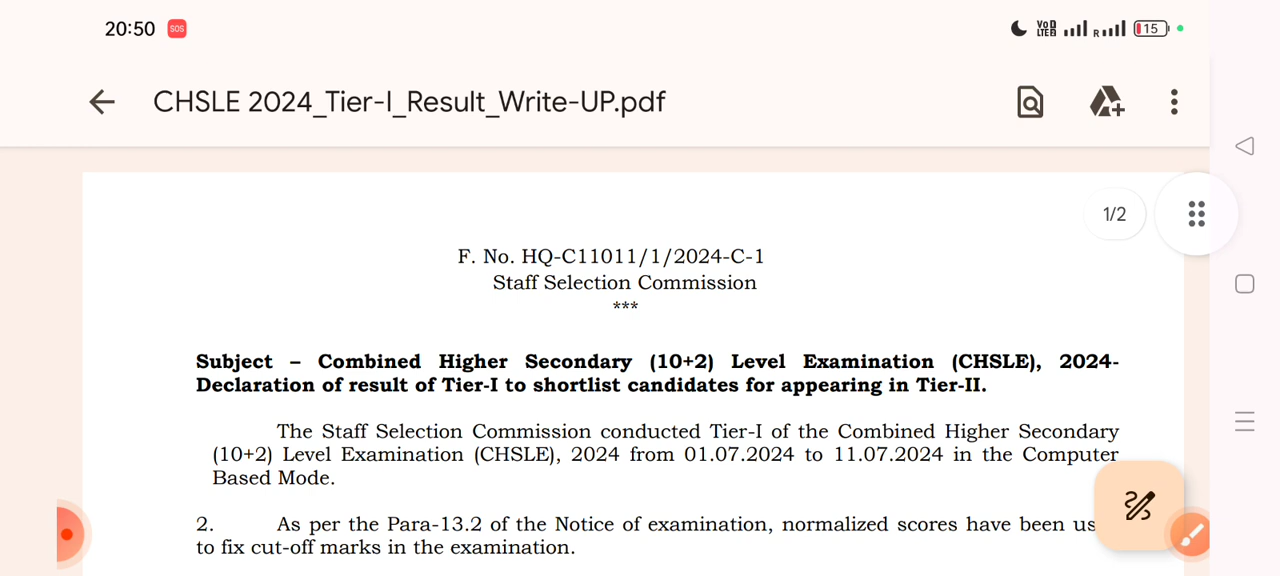 20:50 SOS VoD LTE2 R 15
CHSLE 2024_Tier-I_Result_Write-UP.pdf
1/2
F. No. HQ-C11011/1/2024-C-1
Staff Selection Commission
***
Subject – Combined Higher Secondary (10+2) Level Examination (CHSLE), 2024-
Declaration of result of Tier-I to shortlist candidates for appearing in Tier-II.
The Staff Selection Commission conducted Tier-I of the Combined Higher Secondary
(10+2) Level Examination (CHSLE), 2024 from 01.07.2024 to 11.07.2024 in the Computer
Based Mode.
2. As per the Para-13.2 of the Notice of examination, normalized scores have been us
to fix cut-off marks in the examination.